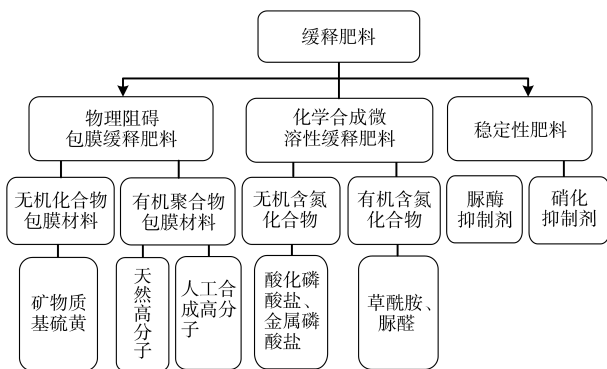 缓释肥料
物理阻碍
包膜缓释肥料
化学合成微
溶性缓释肥料
稳定性肥料
无机化合物
包膜材料
有机聚合物
包膜材料
无机含氮
化合物
有机含氮
化合物
脲酶
抑制剂
硝化
抑制剂
矿物质
基硫黄
天
然
高
分
子
人工合
成高分
子
酸化磷
酸盐、
金属磷
酸盐
草酰胺、
脲醛